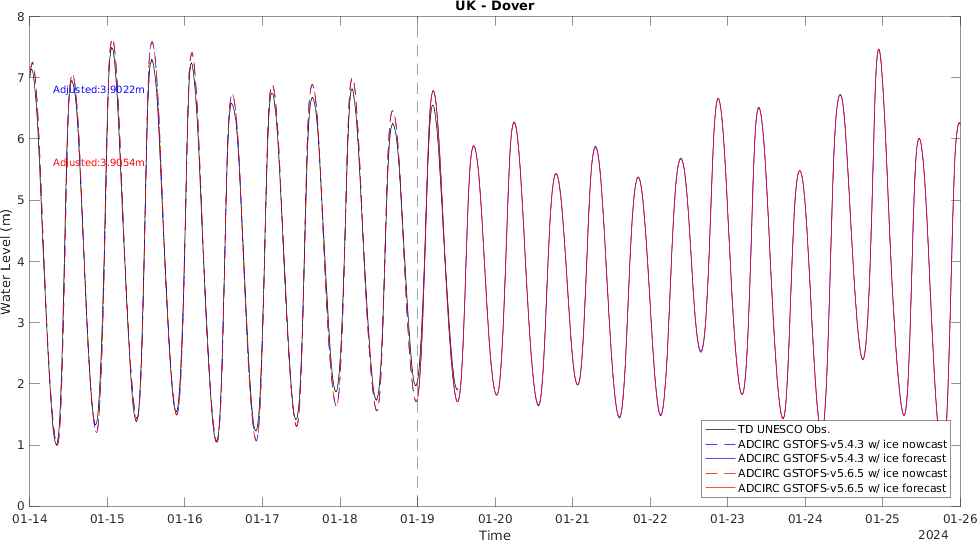 UK - Dover
8
7
6
5
4
3
2
1
0
Water Level (m)
Adjusted:3.9022m
Adjusted:3.9054m
TD UNESCO Obs.
ADCIRC GSTOFS-v5.4.3 w/ ice nowcast
ADCIRC GSTOFS-v5.4.3 w/ ice forecast
ADCIRC GSTOFS-v5.6.5 w/ ice nowcast
ADCIRC GSTOFS-v5.6.5 w/ ice forecast
01-14 01-15 01-16 01-17 01-18 01-19 01-20 01-21 01-22 01-23 01-24 01-25 01-26
Time
2024